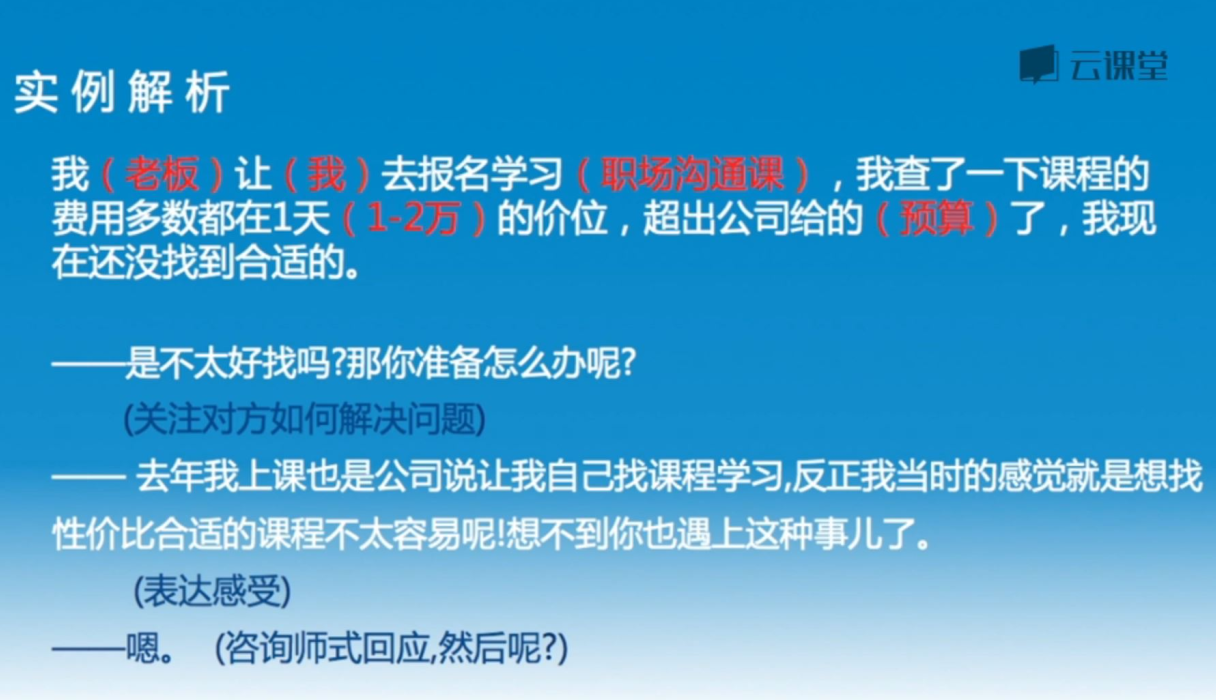 云课堂
实例解析
我（老板）让（我）去报名学习（职场沟通课），我查了一下课程的
费用多数都在1天（1-2万）的价位，超出公司给的（预算）了，我现
在还没找到合适的。
——是不太好找吗?那你准备怎么办呢?
(关注对方如何解决问题)
—— 去年我上课也是公司说让我自己找课程学习,反正我当时的感觉就是想找
性价比合适的课程不太容易呢!想不到你也遇上这种事儿了。
(表达感受)
——嗯。 (咨询师式回应,然后呢?)